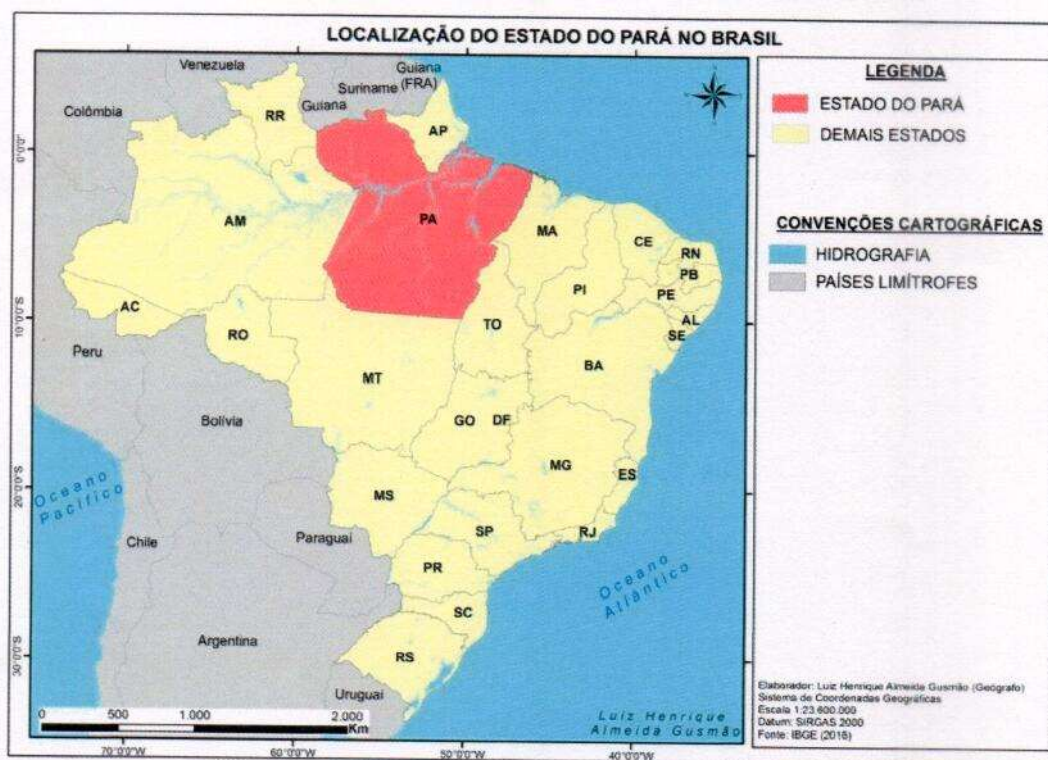 LOCALIZAÇÃO DO ESTADO DO PARÁ NO BRASIL
Venezuela
Colômbia
Guiana
Suriname
Guiana
(FRA)
RR
AP
0°0'0"
AM
PA
MA
CE
RN
PB
PE
AL
SE
PI
AC
RO
TO
10°0'0"S
Peru
MT
BA
Bolívia
GO
DF
MG
ES
20°0'0"S
Oceano
Pacífico
MS
SP
RJ
Chile
Paraguai
PR
Oceano
Atlântico
SC
Argentina
RS
30°0'0"S
Uruguai
0 500 1.000 2.000
Km
Luiz Henrique
Almeida Gusmão
70°0'0"W 60°0'0"W 50°0'0"W 40°0'0"W
LEGENDA
ESTADO DO PARÁ
DEMAIS ESTADOS
CONVENÇÕES CARTOGRÁFICAS
HIDROGRAFIA
PAÍSES LIMÍTROFES
Elaborador: Luiz Henrique Almeida Gusmão (Geógrafo)
Sistema de Coordenadas Geográficas
Escala 1:23.600.000
Datum: SIRGAS 2000
Fonte: IBGE (2016)